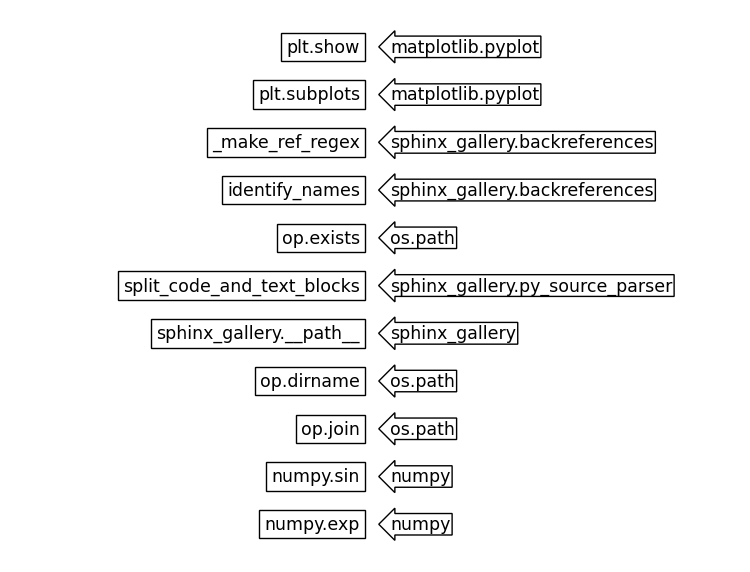 plt.show matplotlib.pyplot
plt.subplots matplotlib.pyplot
_make_ref_regex sphinx_gallery.backreferences
identify_names sphinx_gallery.backreferences
op.exists os.path
split_code_and_text_blocks sphinx_gallery.py_source_parser
sphinx_gallery.__path__ sphinx_gallery
op.dirname os.path
op.join os.path
numpy.sin numpy
numpy.exp numpy